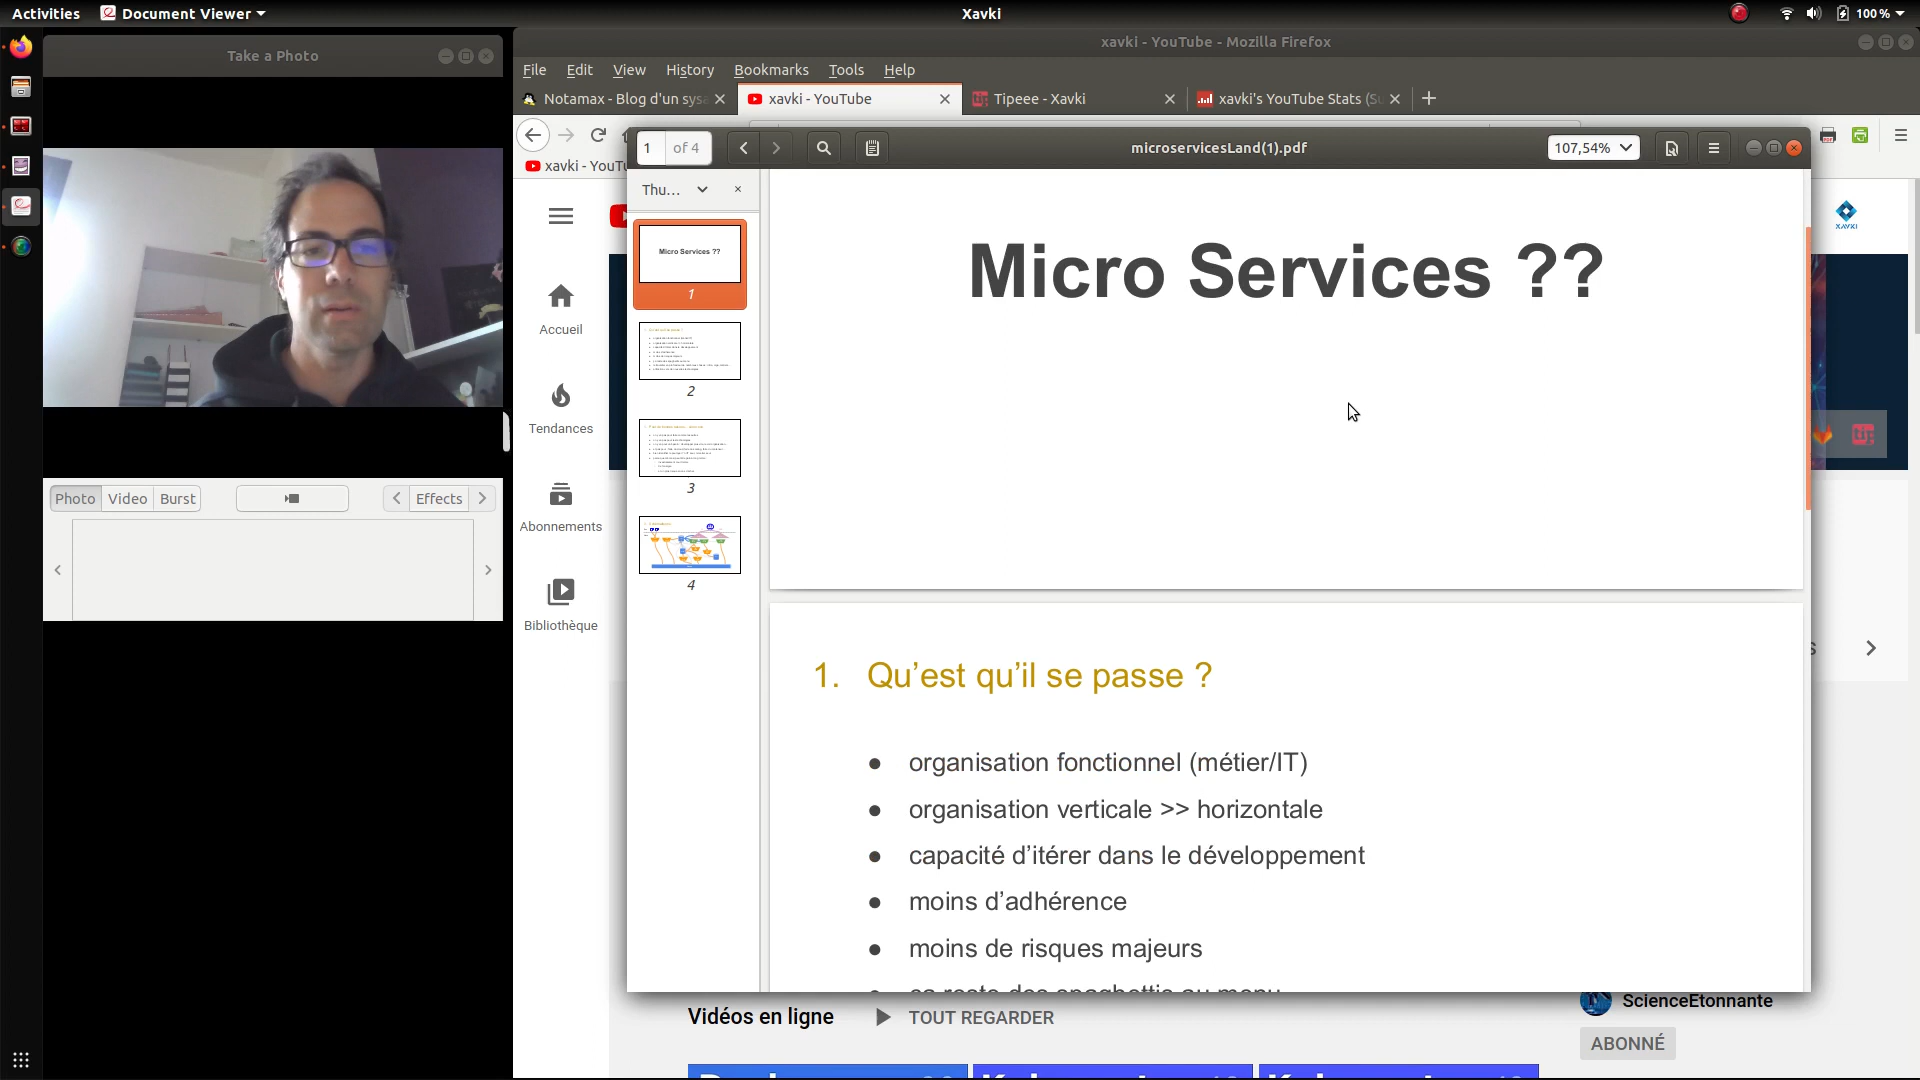 Activities
Document Viewer
Xavki
100 %
Take a Photo
xavki - YouTube - Mozilla Firefox
File Edit View History Bookmarks Tools Help
Notamax - Blog d'un sys
xavki - YouTube
Tipeee - Xavki
xavki's YouTube Stats (S
xavki - YouTu
1 of 4
microservicesLand(1).pdf
107,54%
Thu...
XAVKI
Micro Services ??
1
2
3
4
Micro Services ??
Accueil
Tendances
Abonnements
Bibliothèque
tip
Photo Video Burst
Effects
1. Qu’est qu’il se passe ?
● organisation fonctionnel (métier/IT)
● organisation verticale >> horizontale
● capacité d’itérer dans le développement
● moins d’adhérence
● moins de risques majeurs
Vidéos en ligne
TOUT REGARDER
ScienceEtonnante
ABONNÉ